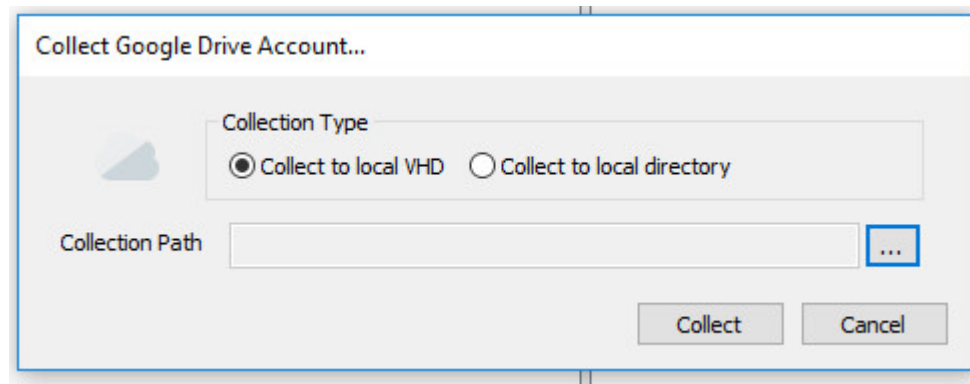 Collect Google Drive Account...
Collection Type
Collect to local VHD Collect to local directory
Collection Path ...
Collect Cancel